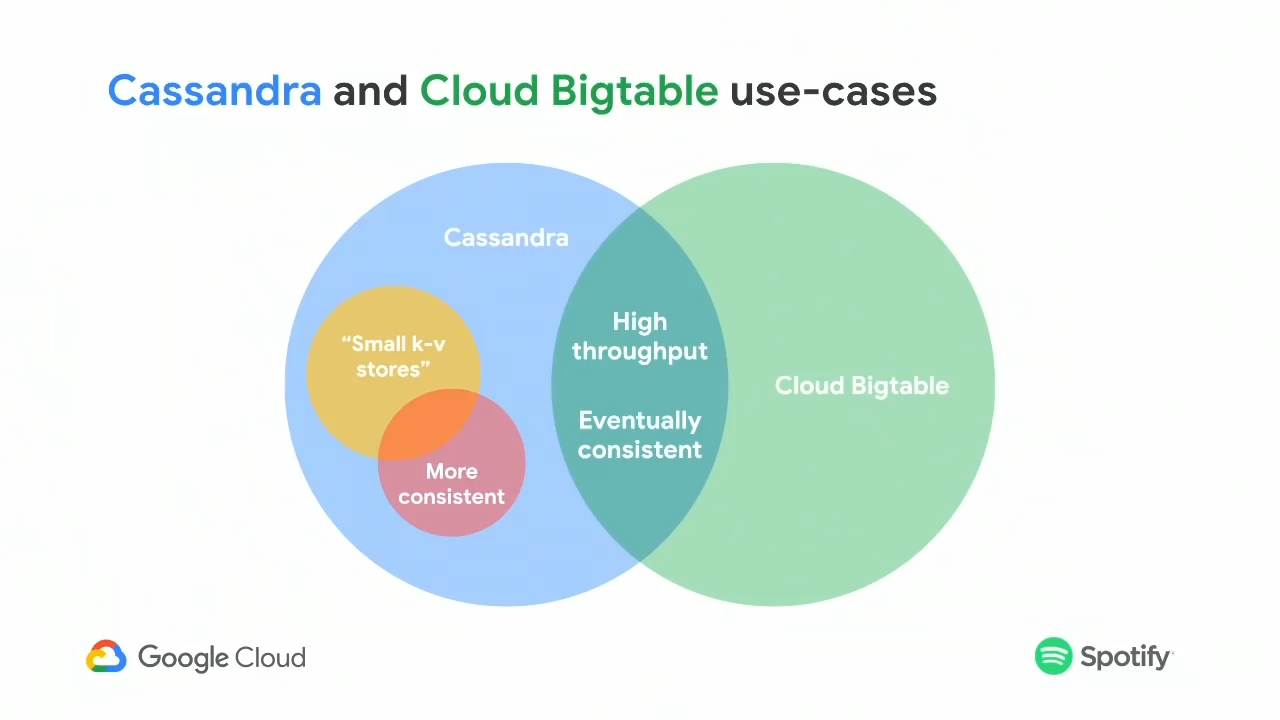 Cassandra and Cloud Bigtable use-cases
Cassandra
“Small k-v
stores”
More
consistent
High
throughput
Eventually
consistent
Cloud Bigtable
Google Cloud
Spotify